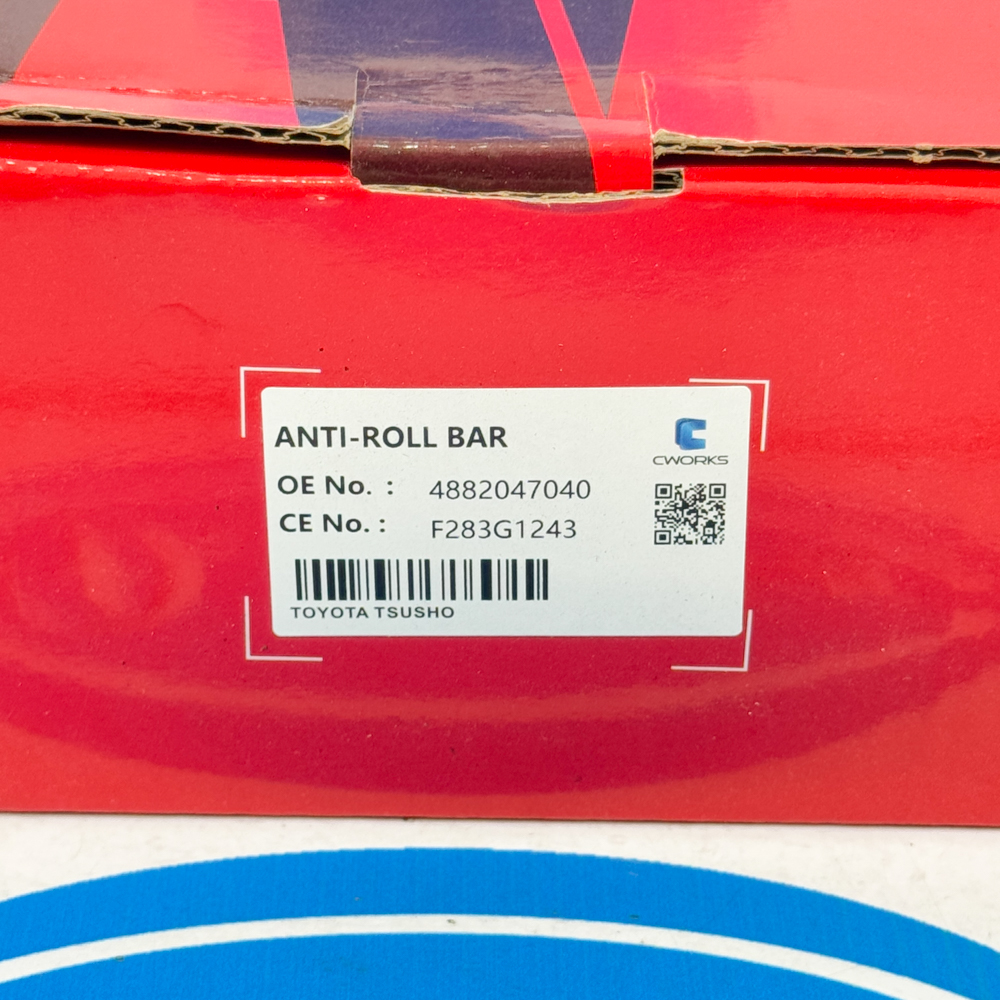 ANTI-ROLL BAR
CWORKS
OE No. : 4882047040
CE No. : F283G1243
TOYOTA TSUSHO